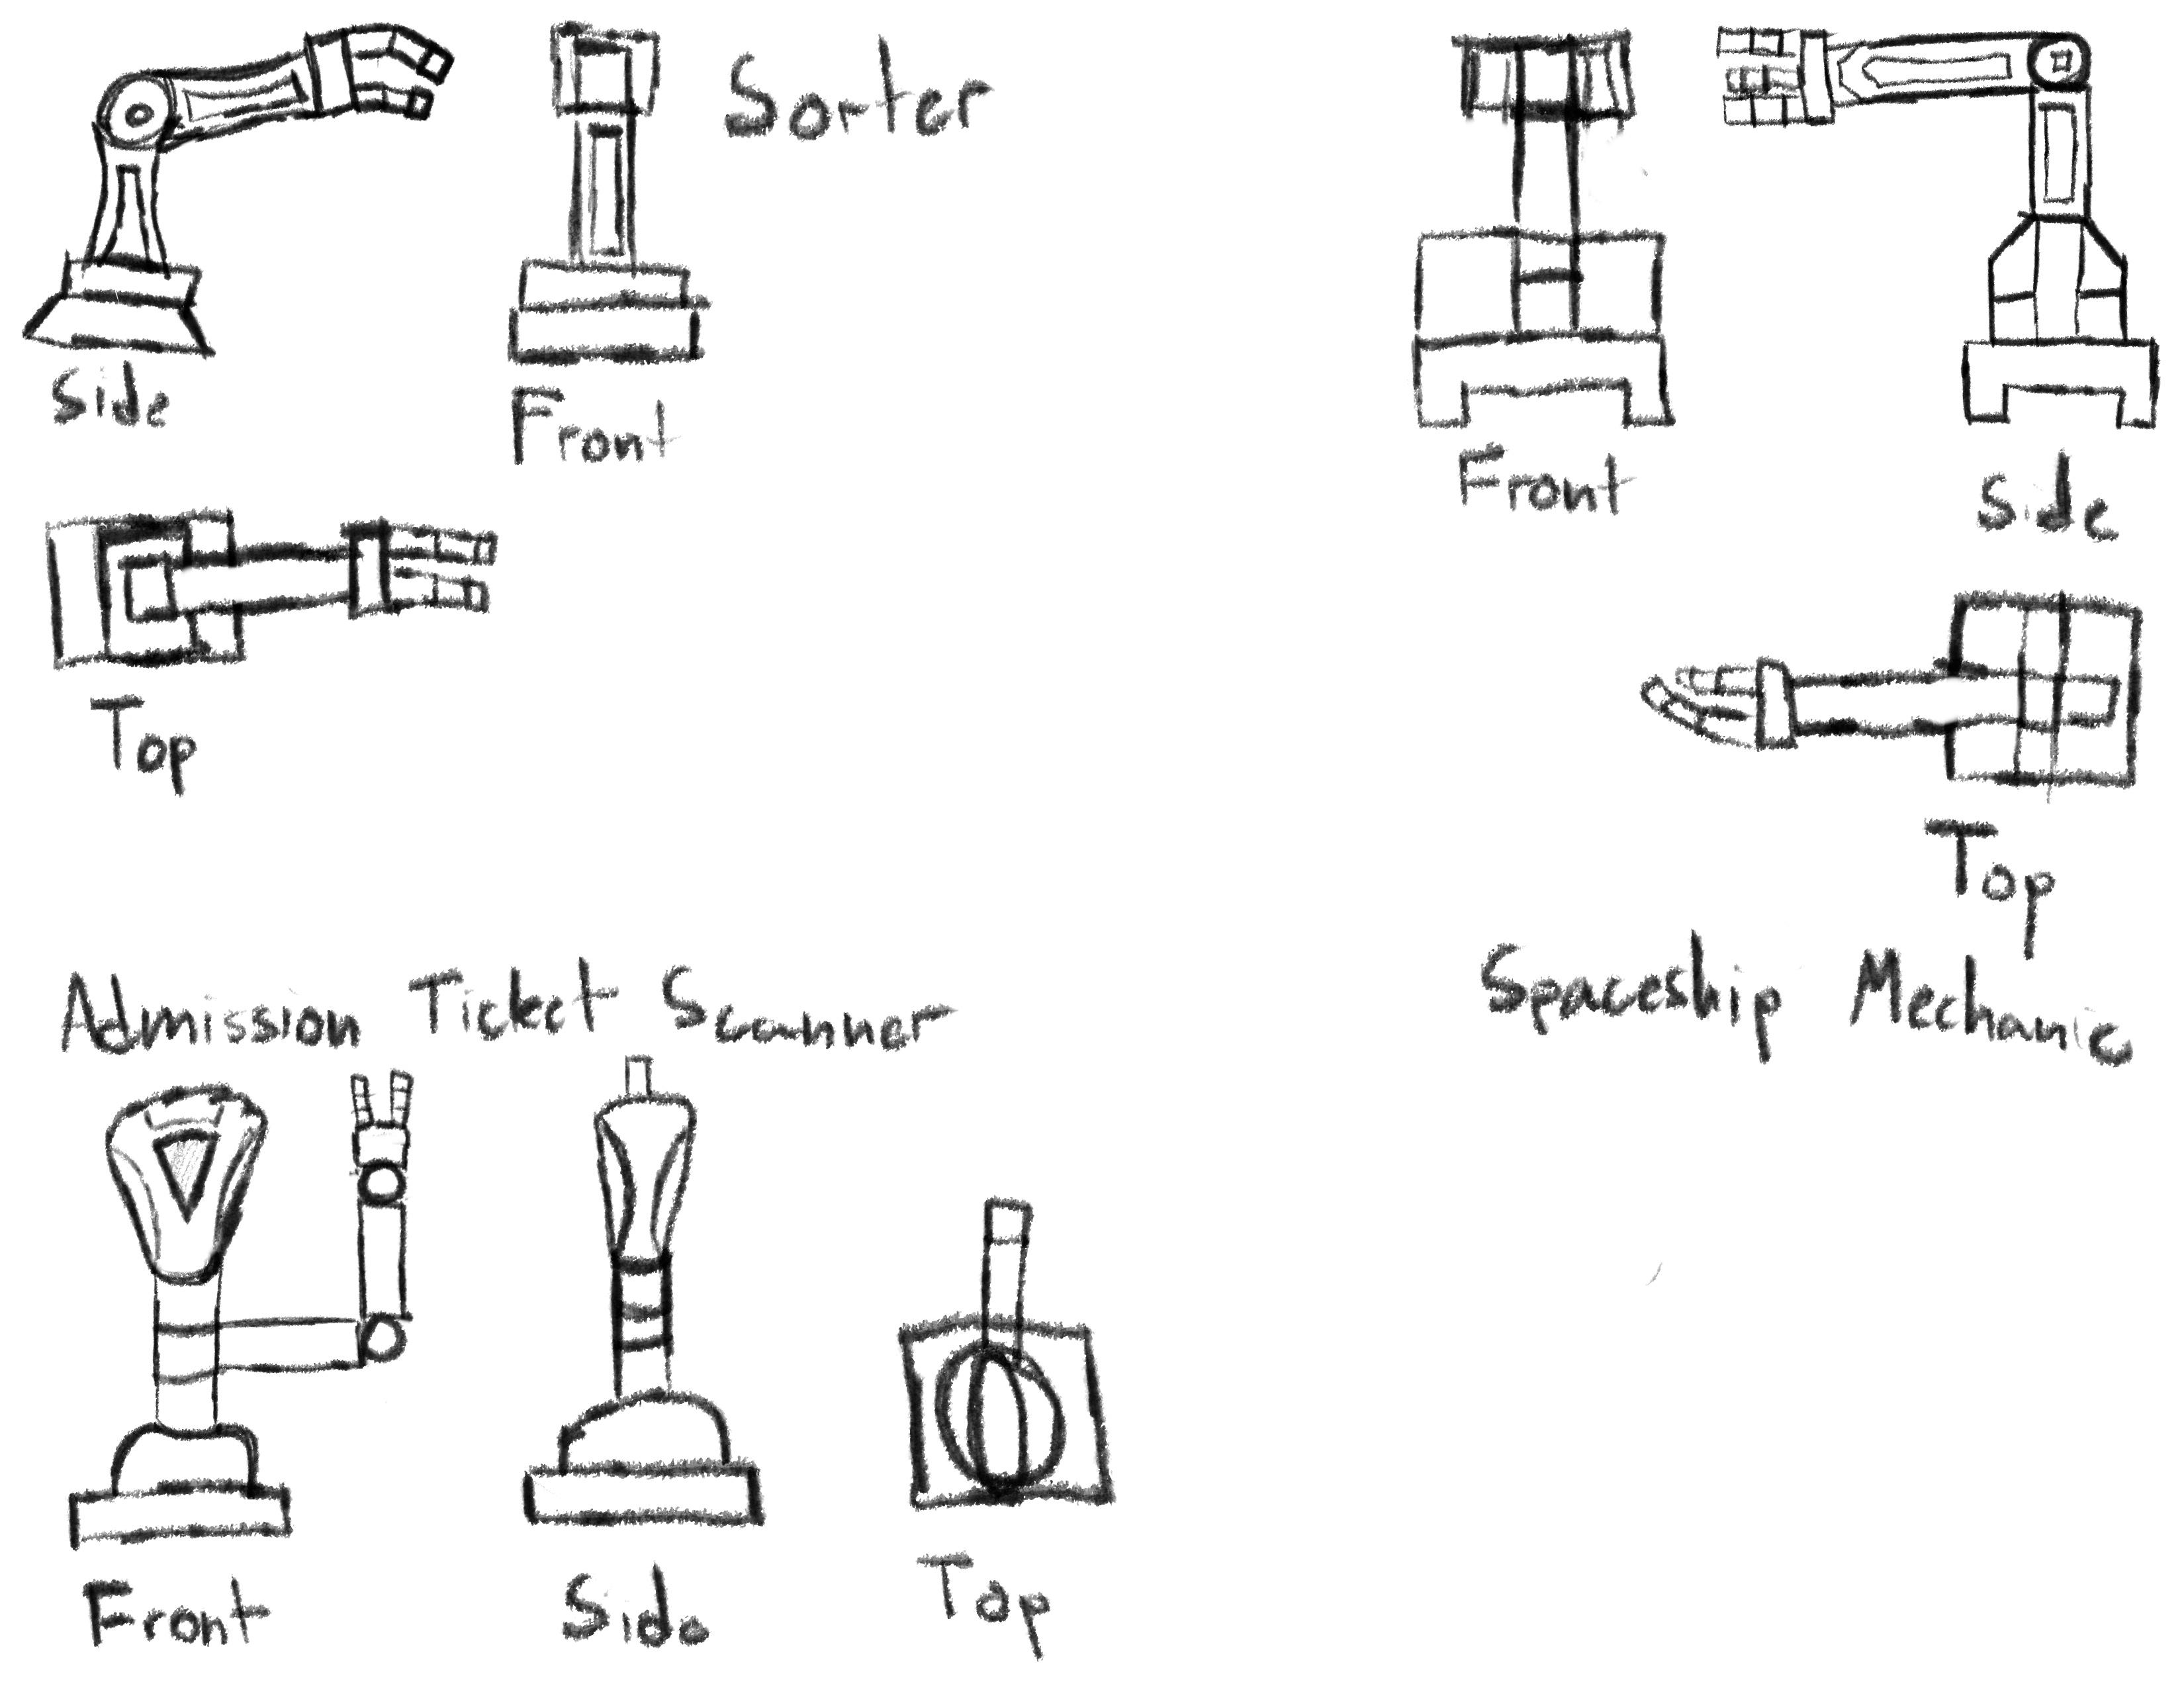 Sorter
Side
Front
Top
Front
Side
Top
Spaceship Mechanic
Admission Ticket Scanner
Front
Side
Top